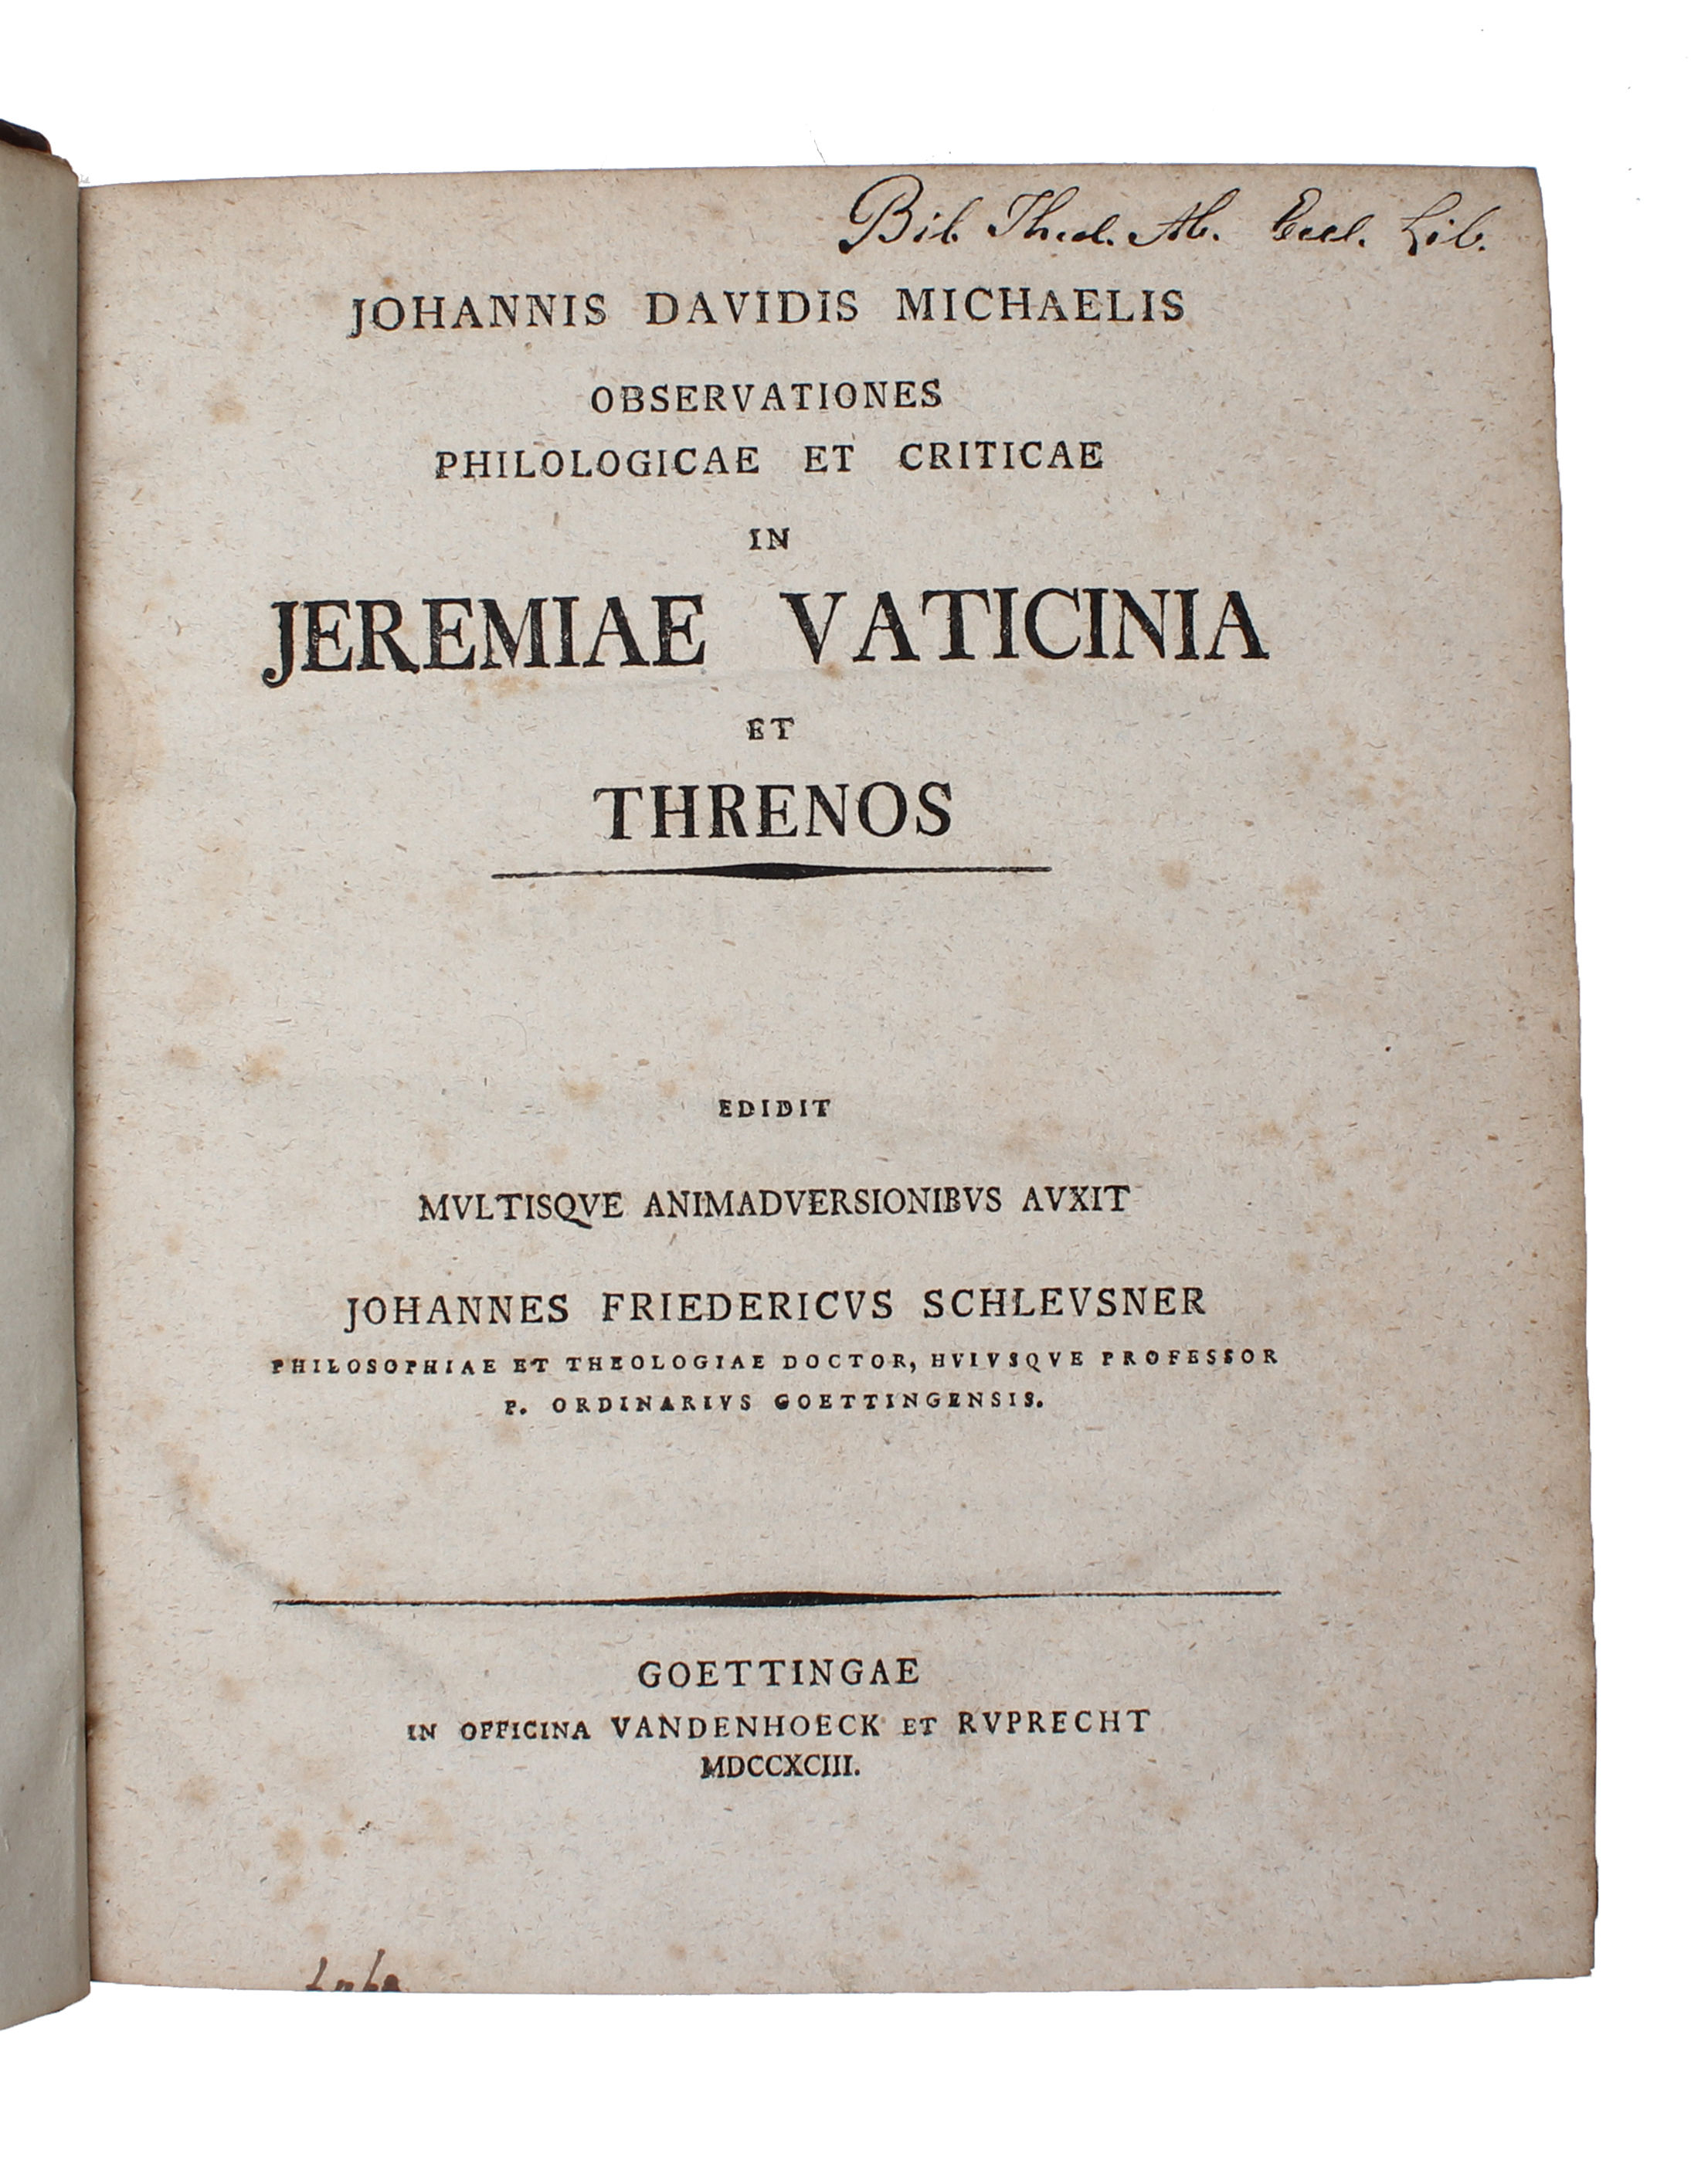 Bib. Theol. Ab. Eccl. Lib.
JOHANNIS DAVIDIS MICHAELIS
OBSERVATIONES
PHILOLOGICAE ET CRITICAE
IN
JEREMIAE VATICINIA
ET
THRENOS
EDIDIT
MVLTISQVE ANIMADVERSIONIBVS AVXIT
JOHANNES FRIEDERICVS SCHLEVSNER
PHILOSOPHIAE ET THEOLOGIAE DOCTOR, HVIVSQVE PROFESSOR
P. ORDINARIVS GOETTINGENSIS.
GOETTINGAE
IN OFFICINA VANDENHOECK ET RVPRECHT
MDCCXCIII.